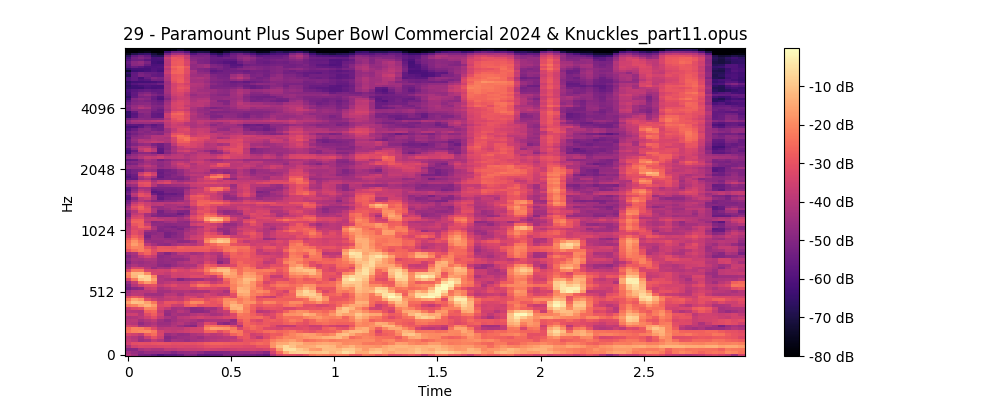 29 - Paramount Plus Super Bowl Commercial 2024 & Knuckles_part11.opus
Hz
4096
2048
1024
512
0
0
0.5
1
1.5
2
2.5
Time
-10 dB
-20 dB
-30 dB
-40 dB
-50 dB
-60 dB
-70 dB
-80 dB